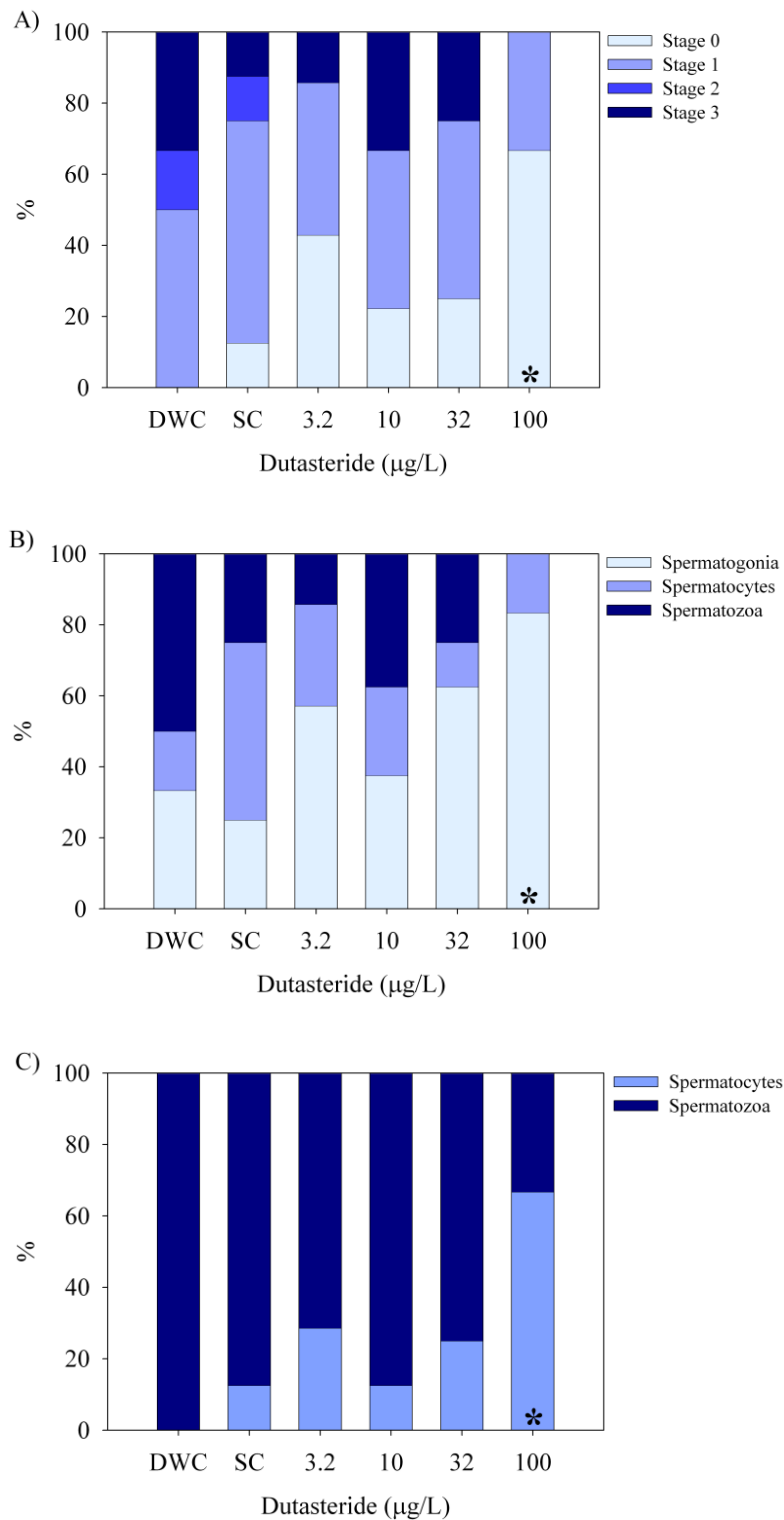 A)
100
80
60
40
20
0
%
DWC SC 3.2 10 32 100
*
Dutasteride (μg/L)
Stage 0
Stage 1
Stage 2
Stage 3
B)
100
80
60
40
20
0
%
DWC SC 3.2 10 32 100
*
Dutasteride (μg/L)
Spermatogonia
Spermatocytes
Spermatozoa
C)
100
80
60
40
20
0
%
DWC SC 3.2 10 32 100
*
Dutasteride (μg/L)
Spermatocytes
Spermatozoa